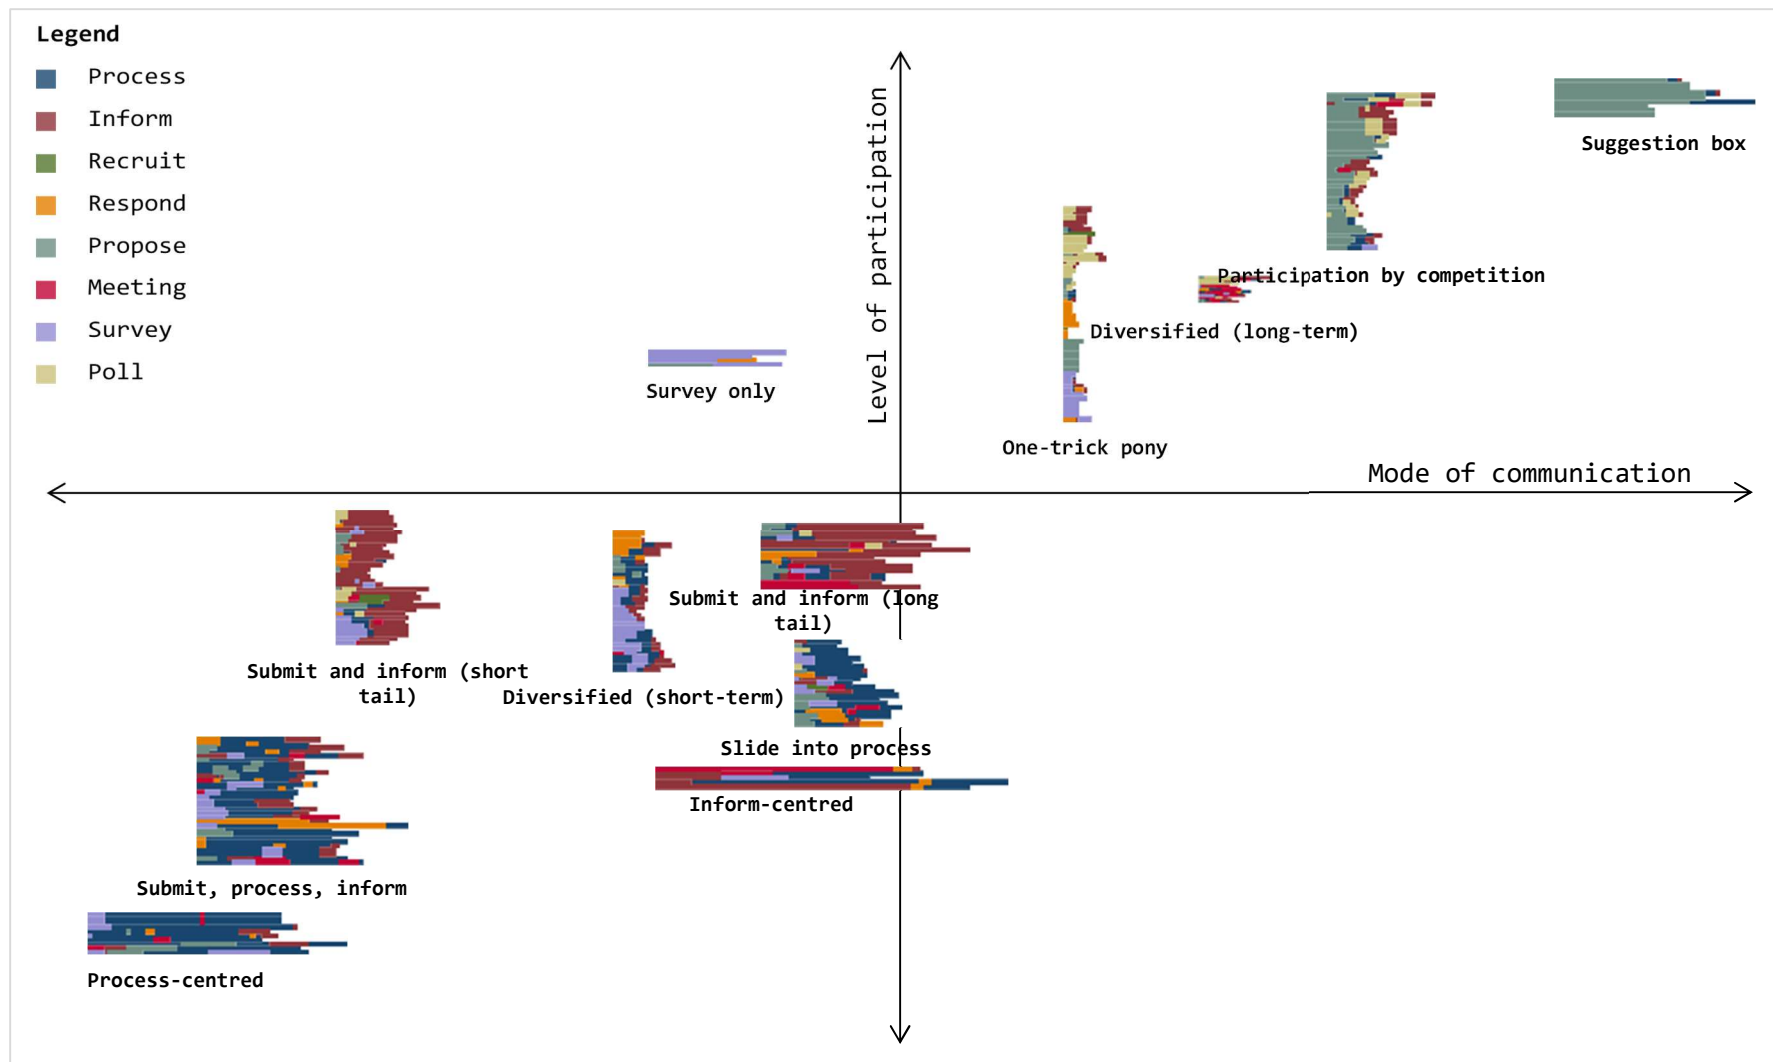 Legend
Process
Inform
Recruit
Respond
Propose
Meeting
Survey
Poll
Level of participation
Mode of communication
Suggestion box
Participation by competition
Diversified (long-term)
Survey only
One-trick pony
Submit and inform (long
tail)
Submit and inform (short
tail)
Diversified (short-term)
Slide into process
Inform-centred
Submit, process, inform
Process-centred